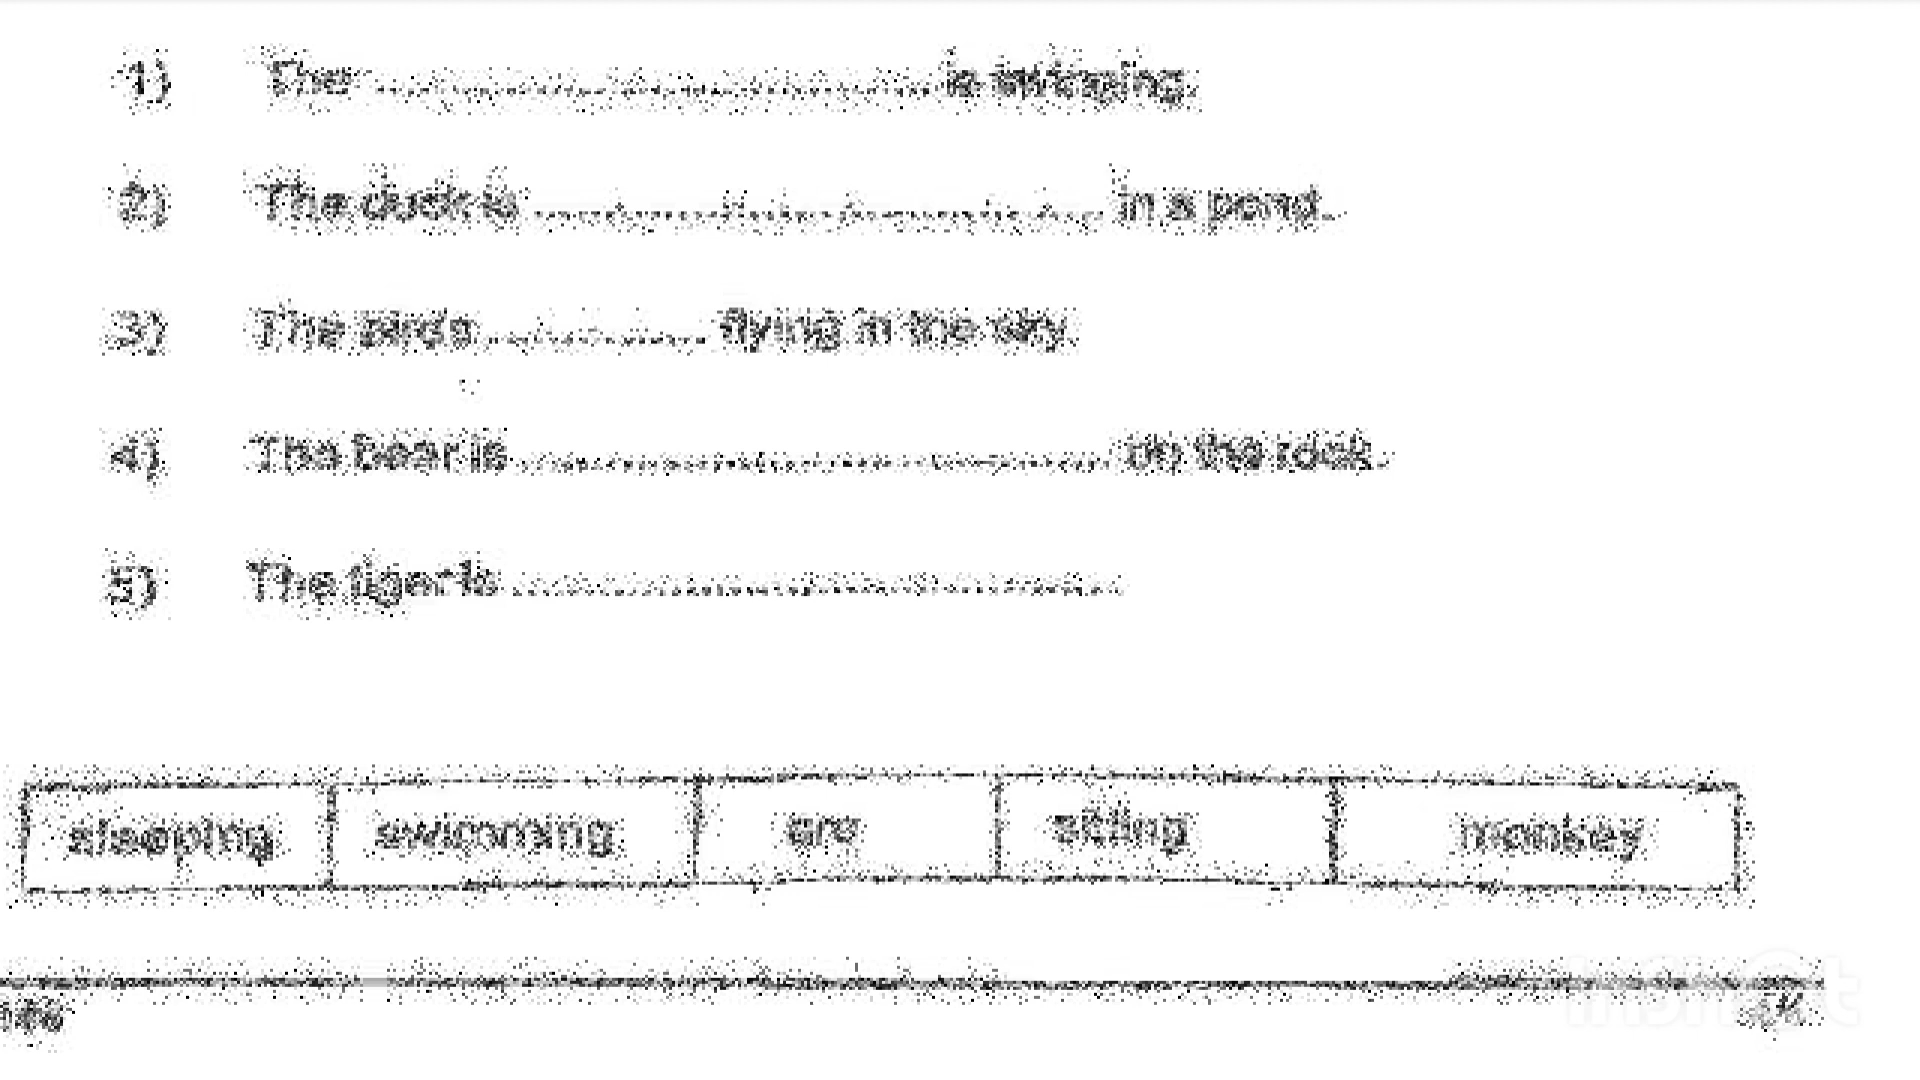 1) The ........................ is swinging.
2) The duck is ........................ in a pond.
3) The birds ............ flying in the sky.
4) The bear is ........................ on the rock.
5) The tiger is ........................
sleeping swimming are sitting monkey